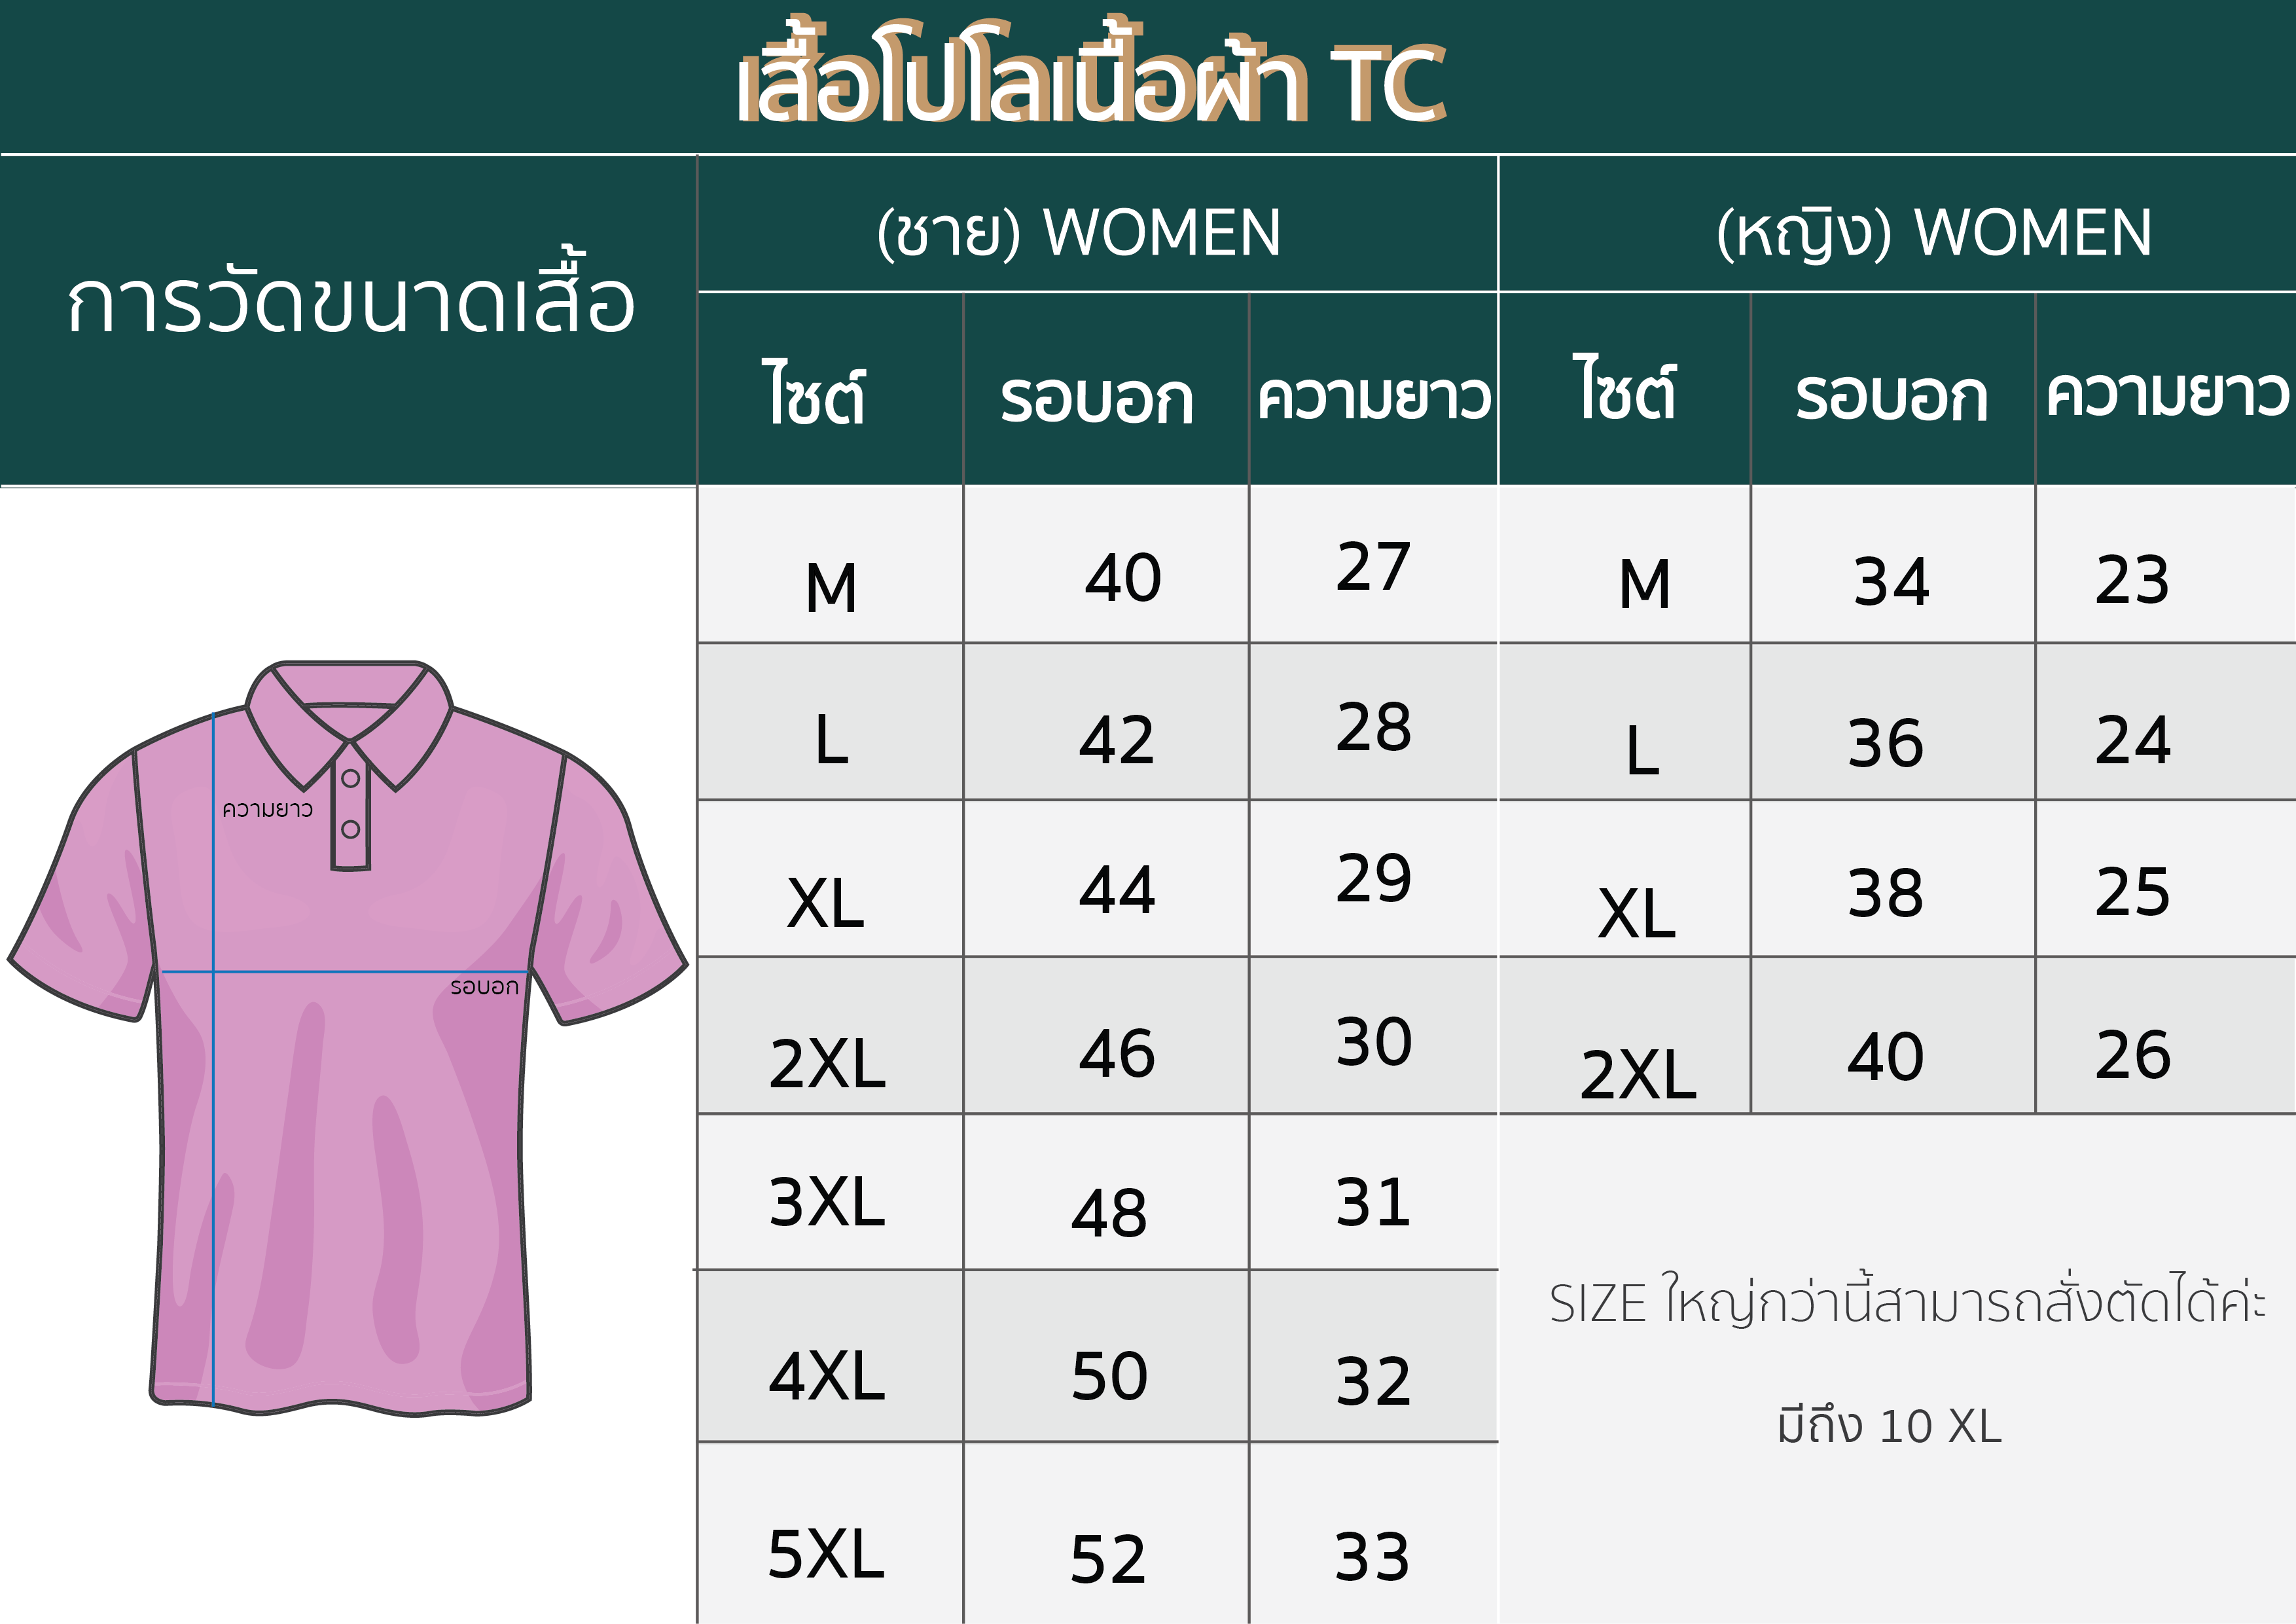 เสื้อโปโลเนื้อผ้า TC
การวัดขนาดเสื้อ
(ชาย) WOMEN
(หญิง) WOMEN
ไซต์ รอบอก ความยาว ไซต์ รอบอก ความยาว
M 40 27 M 34 23
L 42 28 L 36 24
XL 44 29 XL 38 25
2XL 46 30 2XL 40 26
3XL 48 31
4XL 50 32
5XL 52 33
ความยาว
รอบอก
SIZE ใหญ่กว่านี้สามารถสั่งตัดได้ค่ะ
มีถึง 10 XL